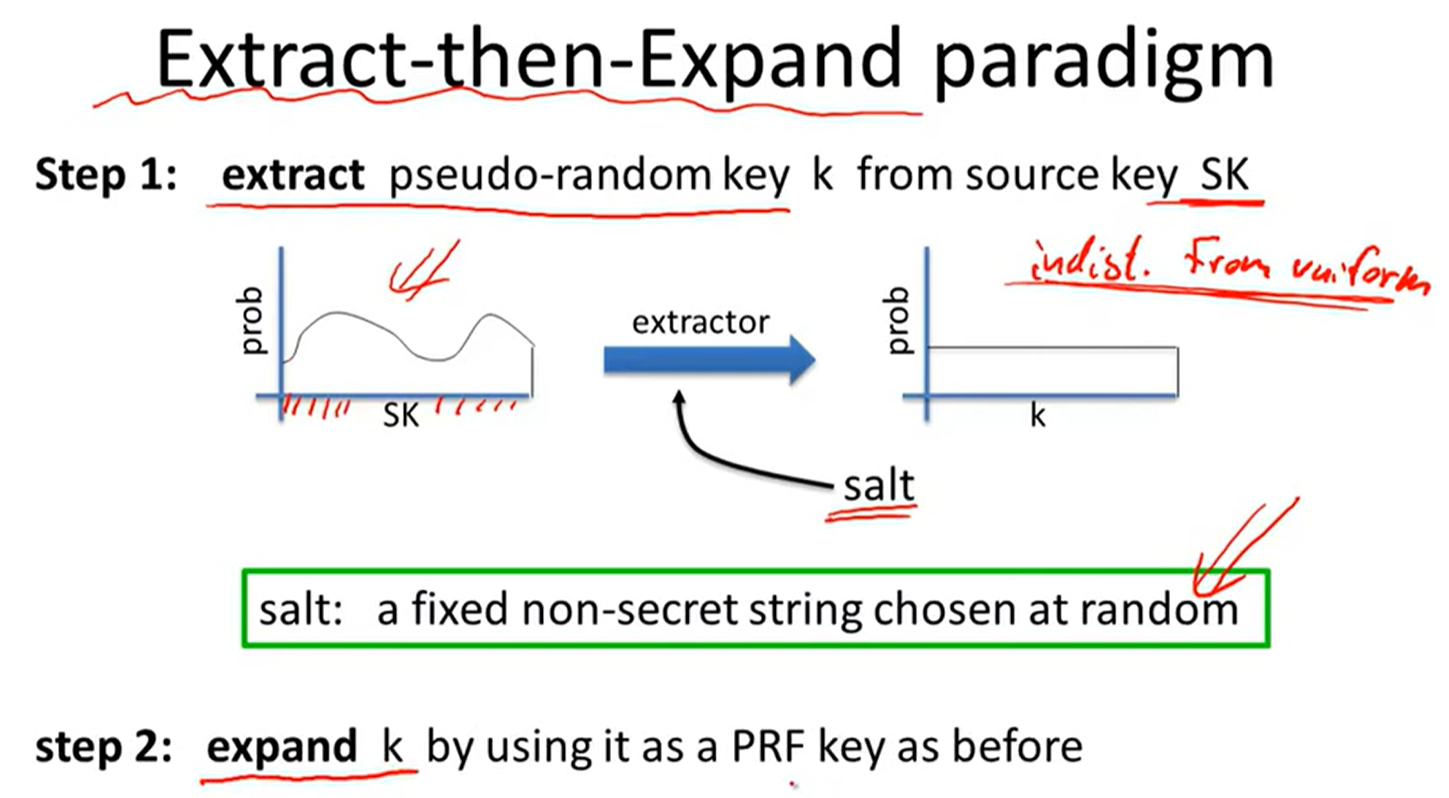 Extract-then-Expand paradigm
Step 1: extract pseudo-random key k from source key SK
indist. From uniform
prob
extractor
prob
SK
k
salt
salt: a fixed non-secret string chosen at random
step 2: expand k by using it as a PRF key as before